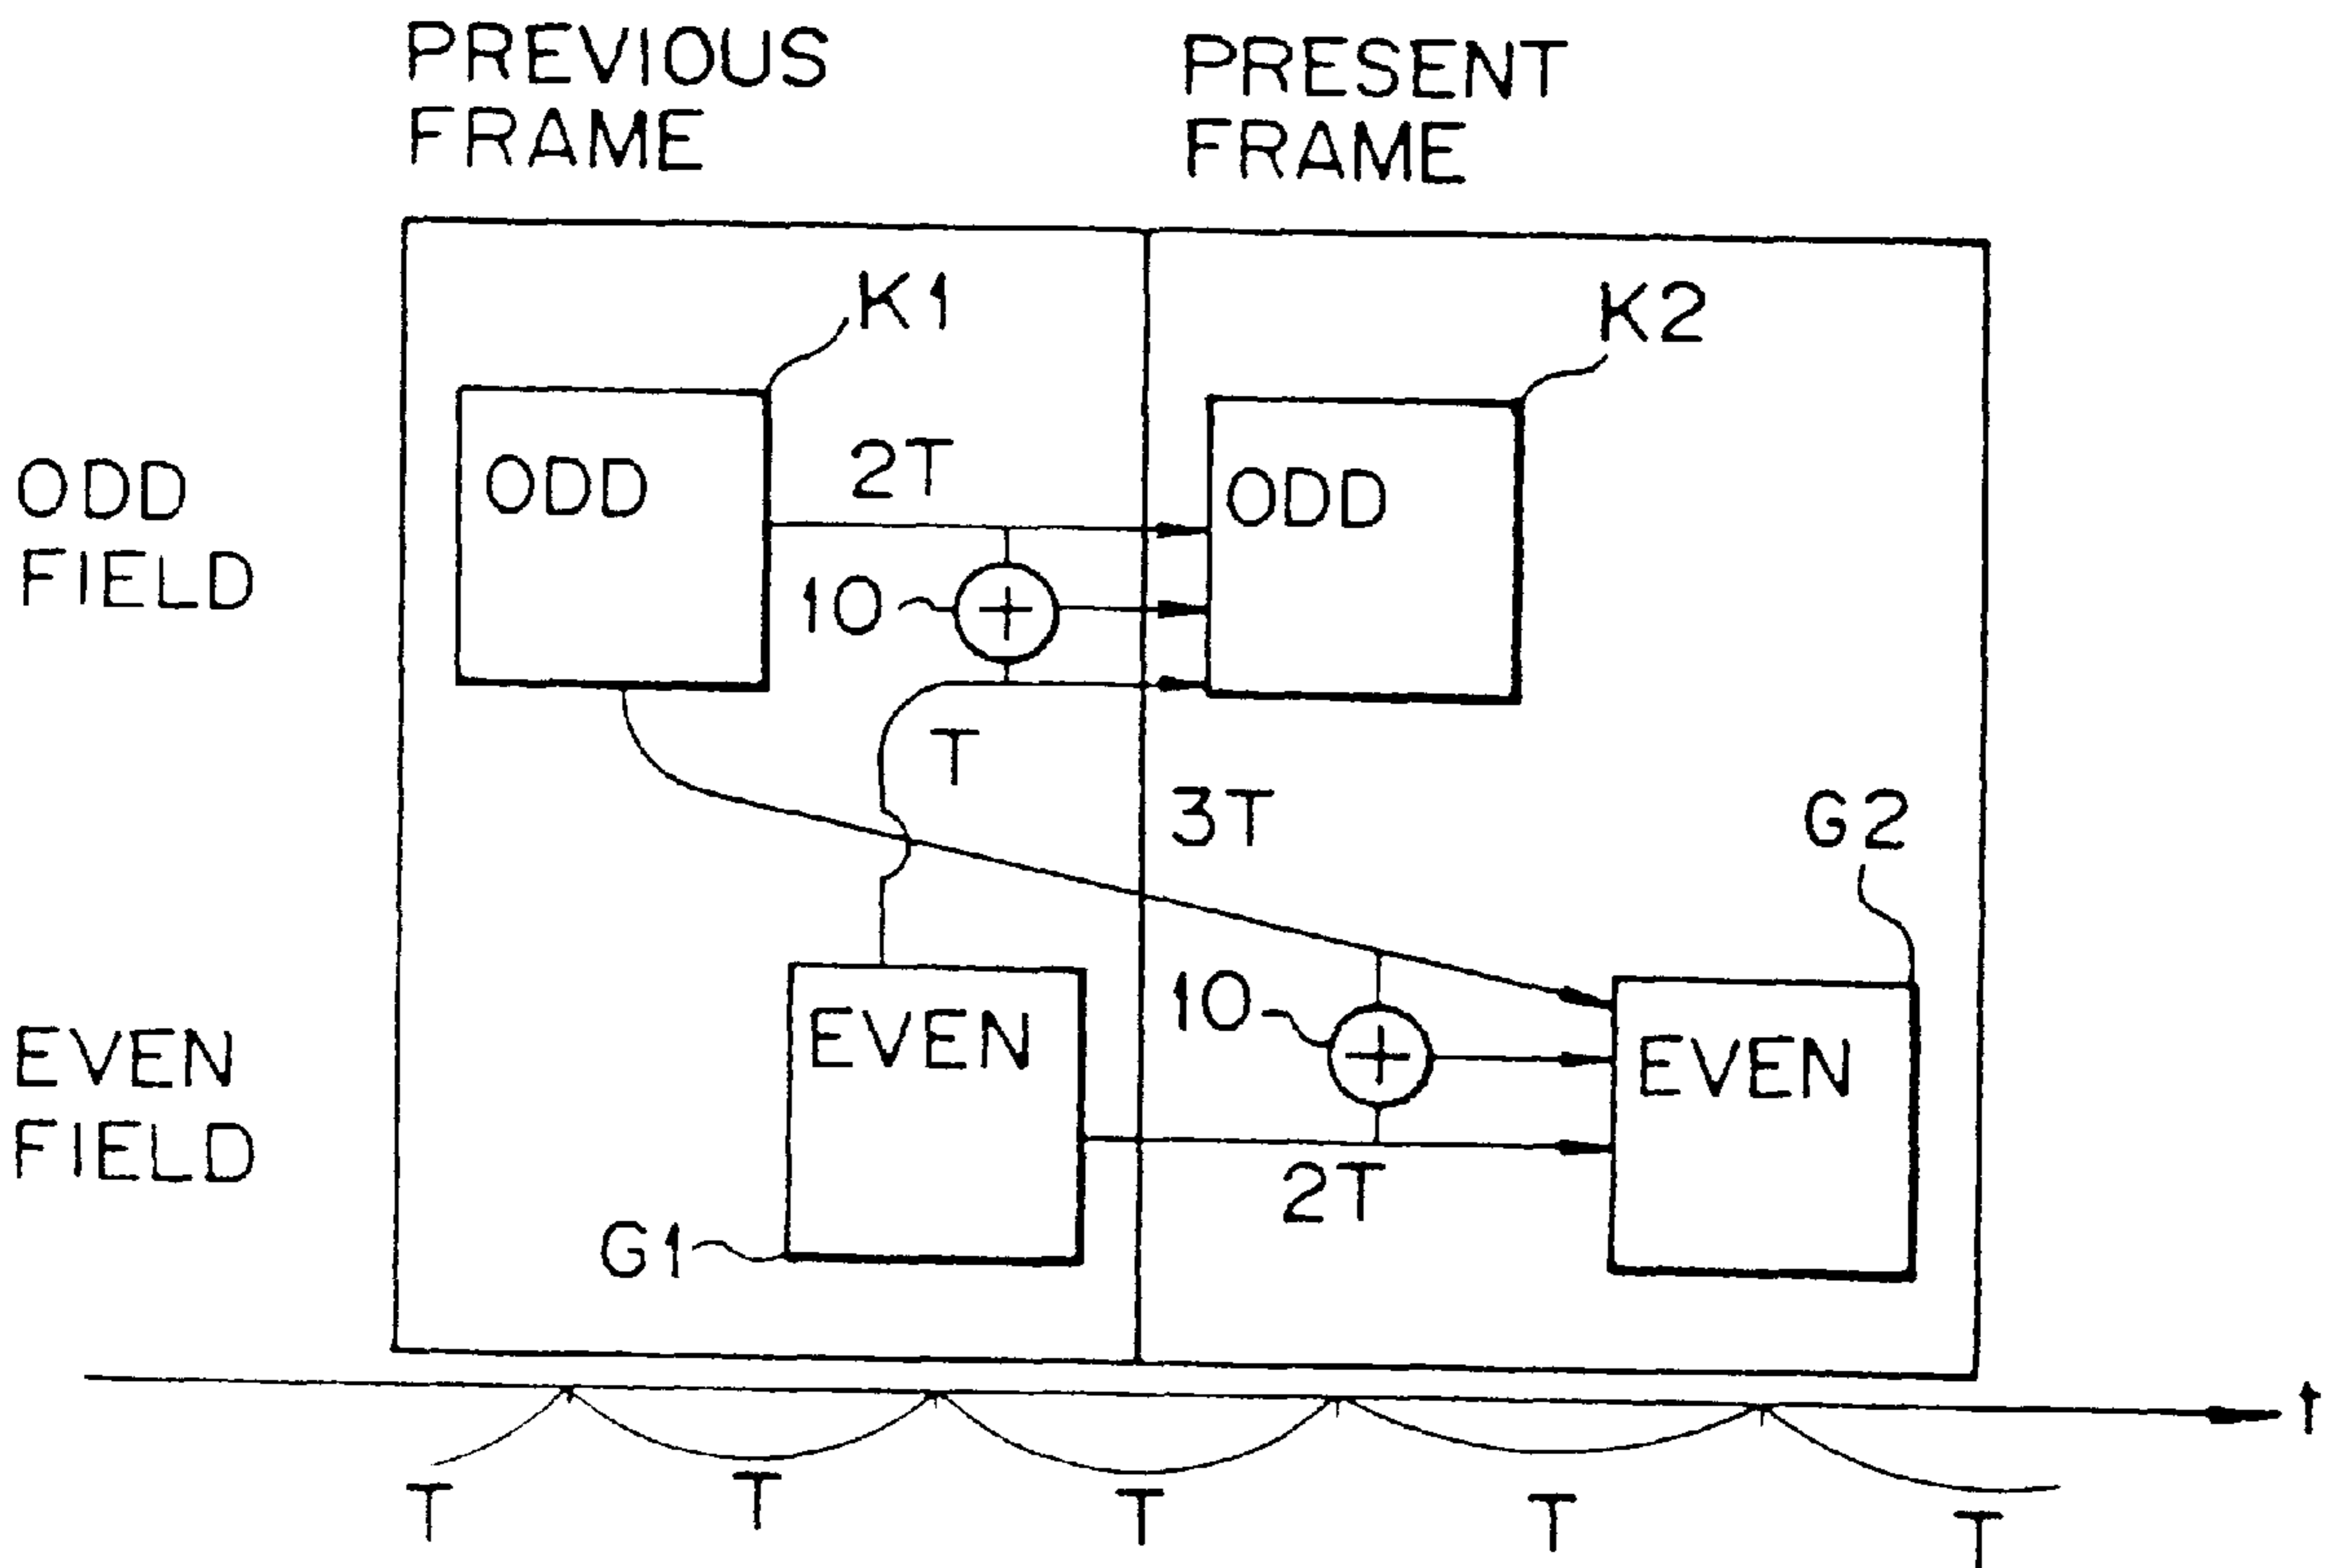 PREVIOUS
FRAME
PRESENT
FRAME
K1
K2
ODD
FIELD
ODD
2T
ODD
10
T
3T
G2
EVEN
FIELD
EVEN
10
EVEN
2T
G1
t
T
T
T
T
T